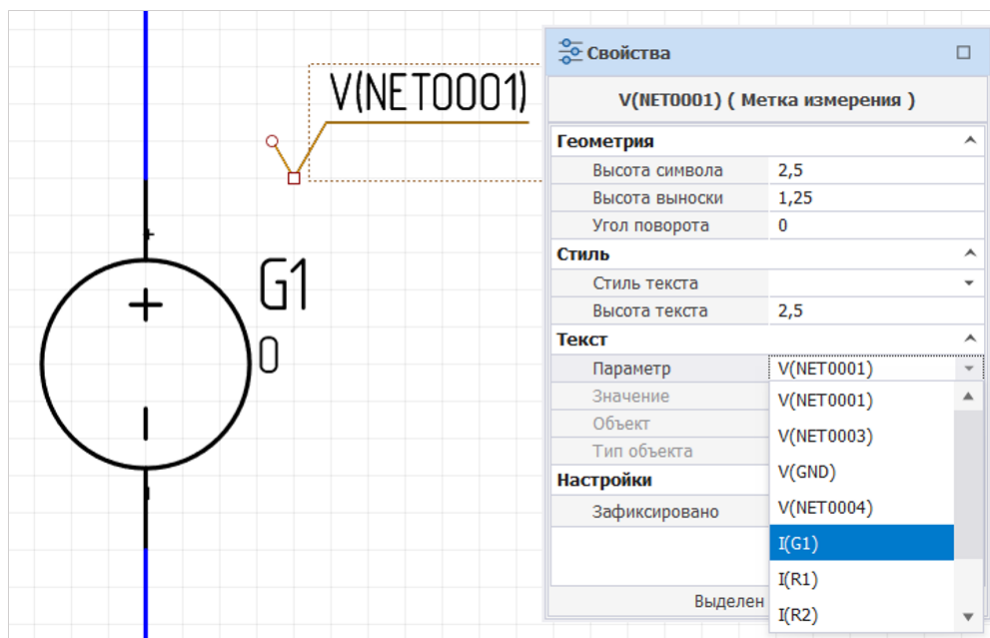 V(NET0001)
G1
0
Свойства
V(NET0001) ( Метка измерения )
Геометрия
Высота символа 2,5
Высота выноски 1,25
Угол поворота 0
Стиль
Стиль текста
Высота текста 2,5
Текст
Параметр V(NET0001)
Значение
Объект
Тип объекта
Настройки
Зафиксировано
Выделен
V(NET0001)
V(NET0003)
V(GND)
V(NET0004)
I(G1)
I(R1)
I(R2)